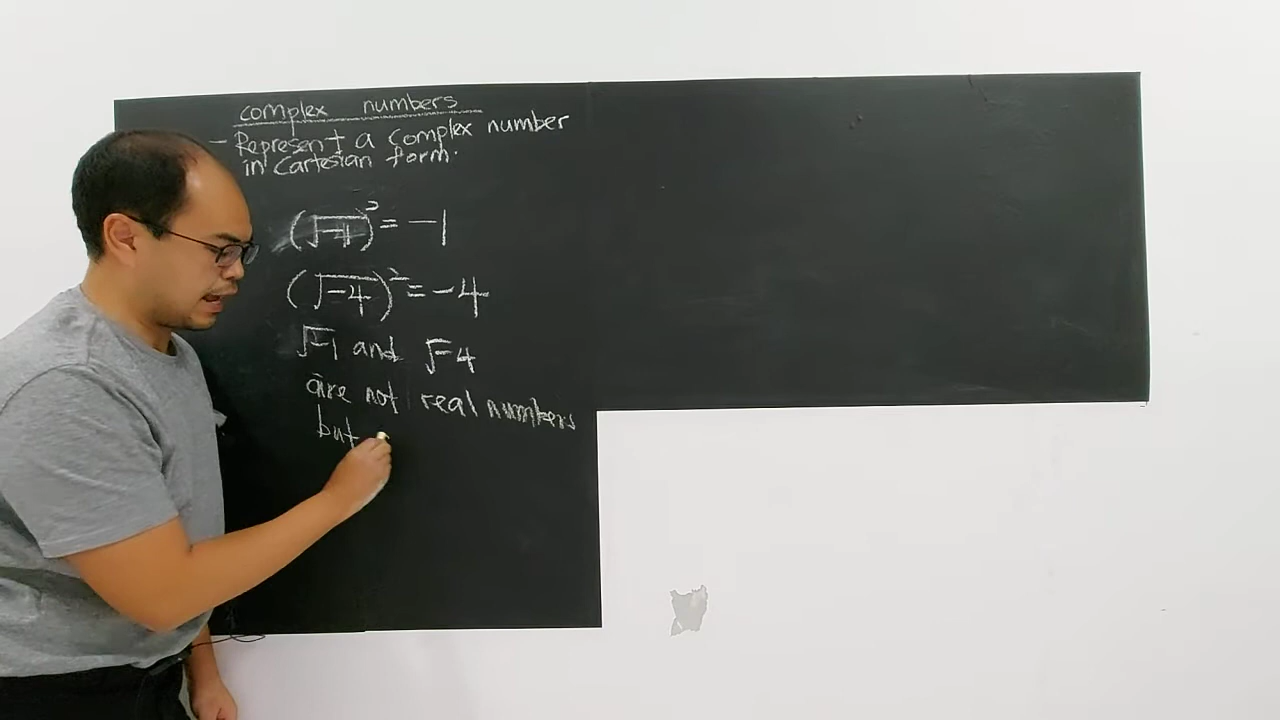 complex numbers
- Represent a complex number
in Cartesian form.
(√-1)² = -1
(√-4)² = -4
√-1 and √-4
are not real numbers
but